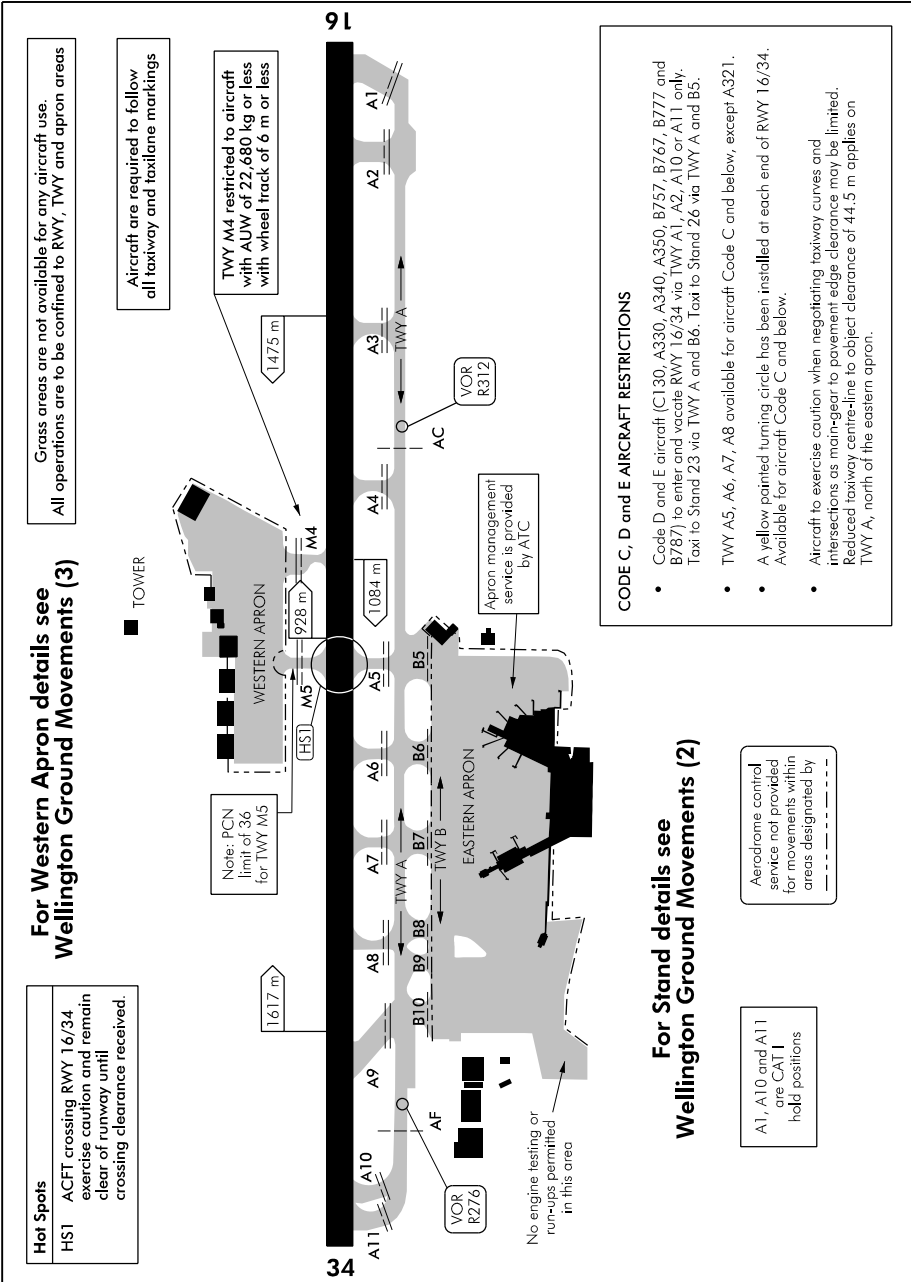 Hot Spots
HS1 ACFT crossing RWY 16/34
exercise caution and remain
clear of runway until
crossing clearance received.
For Western Apron details see
Wellington Ground Movements (3)
Grass areas are not available for any aircraft use.
All operations are to be confined to RWY, TWY and apron areas
Aircraft are required to follow
all taxiway and taxilane markings
TWY M4 restricted to aircraft
with AUW of 22,680 kg or less
with wheel track of 6 m or less
TOWER
WESTERN APRON
Note: PCN
limit of 36
for TWY M5
HS1
M5
M4
1617 m
928 m
1084 m
1475 m
34
16
A11
A10
A9
A8
A7
A6
A5
A4
A3
A2
A1
AF
AC
VOR
R276
VOR
R312
TWY A
TWY A
B10
B9
B8
B7
B6
B5
TWY B
EASTERN APRON
Apron management
service is provided
by ATC
No engine testing or
run-ups permitted
in this area
For Stand details see
Wellington Ground Movements (2)
A1, A10 and A11
are CAT I
hold positions
Aerodrome control
service not provided
for movements within
areas designated by
CODE C, D and E AIRCRAFT RESTRICTIONS
• Code D and E aircraft (C130, A330, A340, A350, B757, B767, B777 and
B787) to enter and vacate RWY 16/34 via TWY A1, A2, A10 or A11 only.
Taxi to Stand 23 via TWY A and B6. Taxi to Stand 26 via TWY A and B5.
• TWY A5, A6, A7, A8 available for aircraft Code C and below, except A321.
• A yellow painted turning circle has been installed at each end of RWY 16/34.
Available for aircraft Code C and below.
• Aircraft to exercise caution when negotiating taxiway curves and
intersections as main-gear to pavement edge clearance may be limited.
Reduced taxiway centre-line to object clearance of 44.5 m applies on
TWY A, north of the eastern apron.